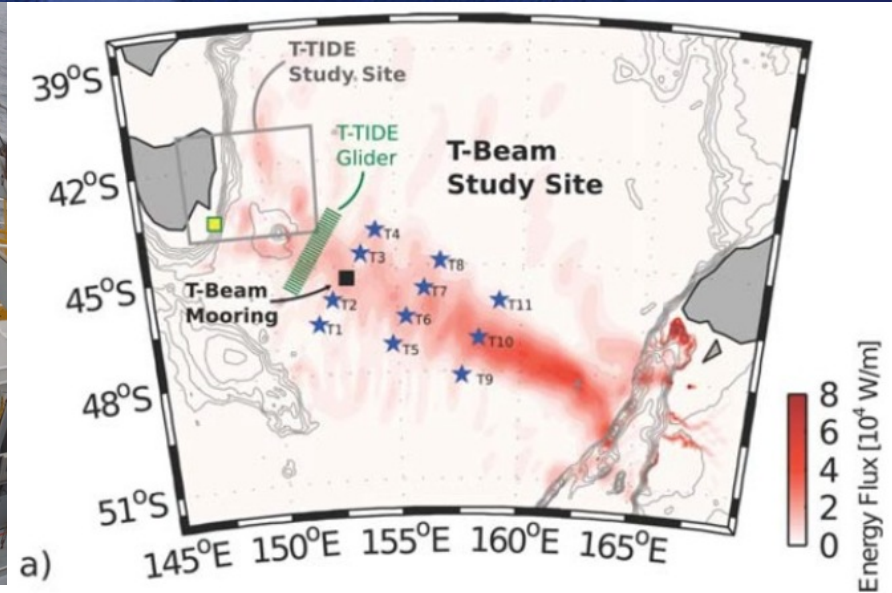 T-TIDE
Study Site
T-TIDE
Glider
T-Beam
Study Site
39°S
42°S
45°S
48°S
51°S
T4
T3
T8
T7
T-Beam
Mooring
T2
T11
T1
T6
T10
T5
T9
145°E 150°E 155°E 160°E 165°E
8
6
4
2
0
Energy Flux [10⁴ W/m]
a)